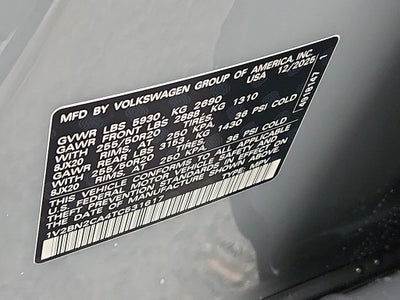 MFD BY VOLKSWAGEN GROUP OF AMERICA, INC.
USA 12/2025
GVWR LBS 5930, KG 2690
GAWR FRONT LBS 2888 KG 1310
WITH 255/50R20 TIRES,
8JX20 RIMS, AT 250 KPA, 36 PSI COLD
GAWR REAR LBS 3153 KG 1430
WITH 255/50R20 TIRES,
8JX20 RIMS, AT 250 KPA, 36 PSI COLD
THIS VEHICLE CONFORMS TO ALL APPLICABLE
FEDERAL MOTOR VEHICLE SAFETY
STANDARDS IN EFFECT ON THE
DATE OF MANUFACTURE SHOWN ABOVE.
1V2BN2CA4TC531617
MPV